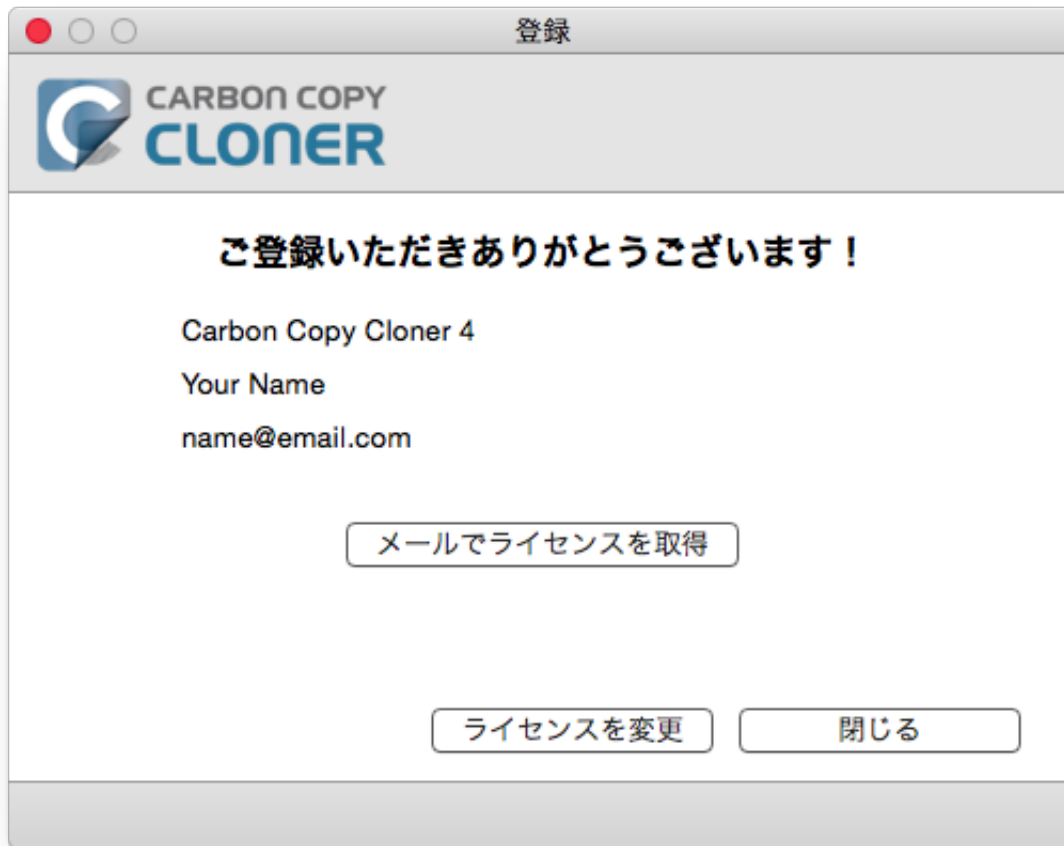 登録
CARBON COPY
CLONER
ご登録いただきありがとうございます！
Carbon Copy Cloner 4
Your Name
name@email.com
メールでライセンスを取得
ライセンスを変更
閉じる